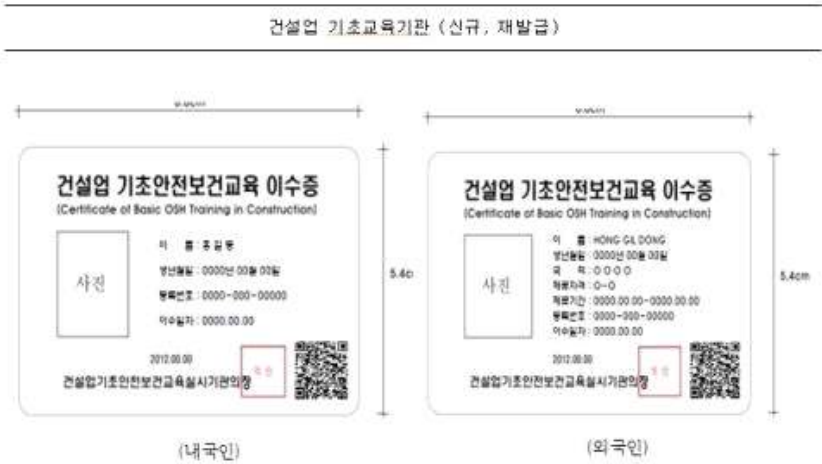 건설업 기초교육기관 (신규, 재발급)
건설업 기초안전보건교육 이수증
(Certificate of Basic OSH Training in Construction)
사진
이 름 : 홍길동
생년월일 : 0000년 00월 00일
등록번호 : 0000-000-00000
이수일자 : 0000.00.00
2012.00.00
건설업기초안전보건교육실시기관의장
5.4c
(내국인)
건설업 기초안전보건교육 이수증
(Certificate of Basic OSH Training in Construction)
사진
이 름 : HONG GIL DONG
생년월일 : 0000년 00월 00일
국 적 : 0 0 0 0
체류자격 : 0-0
체류기간 : 0000.00.00-0000.00.00
등록번호 : 0000-000-00000
이수일자 : 0000.00.00
2012.00.00
건설업기초안전보건교육실시기관의장
5.4cm
(외국인)